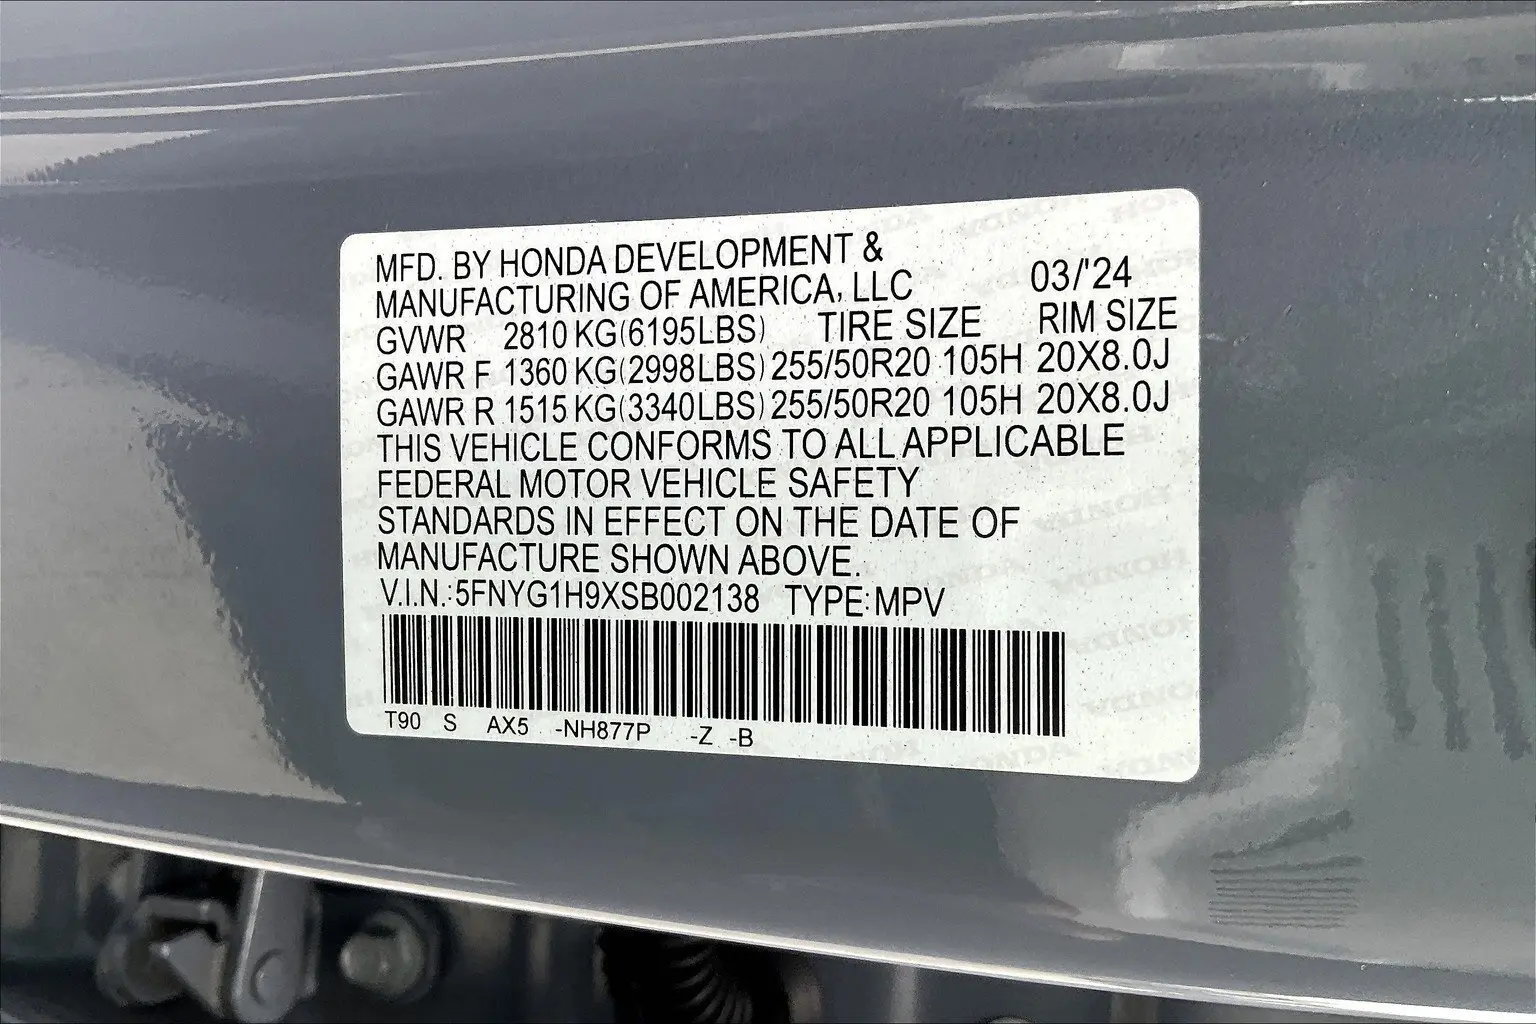 MFD. BY HONDA DEVELOPMENT &
MANUFACTURING OF AMERICA, LLC 03/'24
GVWR 2810 KG(6195LBS) TIRE SIZE RIM SIZE
GAWR F 1360 KG(2998LBS) 255/50R20 105H 20X8.0J
GAWR R 1515 KG(3340LBS) 255/50R20 105H 20X8.0J
THIS VEHICLE CONFORMS TO ALL APPLICABLE
FEDERAL MOTOR VEHICLE SAFETY
STANDARDS IN EFFECT ON THE DATE OF
MANUFACTURE SHOWN ABOVE.
V.I.N.:5FNYG1H9XSB002138 TYPE:MPV
T90 S AX5 -NH877P -Z -B